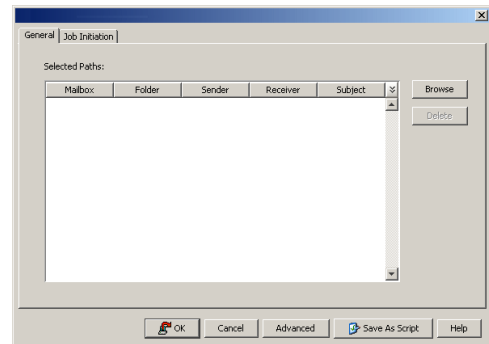 General Job Initiation
Selected Paths:
Mailbox Folder Sender Receiver Subject
Browse
Delete
OK Cancel Advanced Save As Script Help